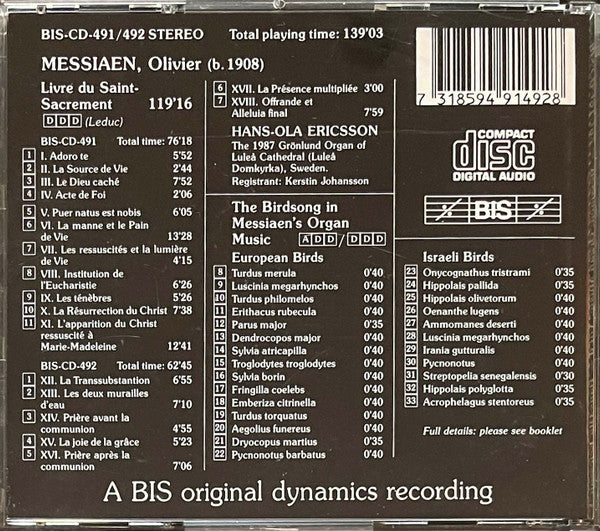 BIS-CD-491/492 STEREO Total playing time: 139'03
MESSIAEN, Olivier (b. 1908)
Livre du Saint-
Sacrement 119'16
DDD (Leduc)
BIS-CD-491 Total time: 76'18
1 I. Adoro te 5'52
2 II. La Source de Vie 2'44
3 III. Le Dieu caché 7'52
4 IV. Acte de Foi 2'06
5 V. Puer natus est nobis 6'05
6 VI. La manne et le Pain
de Vie 13'28
7 VII. Les ressuscités et la lumière
de Vie 4'15
8 VIII. Institution de
l'Eucharistie 6'26
9 IX. Les ténèbres 5'26
10 X. La Résurrection du Christ 7'38
11 XI. L'apparition du Christ
ressuscité à
Marie-Madeleine 12'41
BIS-CD-492 Total time: 62'45
1 XII. La Transsubstantion 6'55
2 XIII. Les deux murailles
d'eau 7'10
3 XIV. Prière avant la
communion 4'55
4 XV. La joie de la grâce 5'23
5 XVI. Prière après la
communion 7'06
6 XVII. La Présence multipliée 3'00
7 XVIII. Offrande et
Alleluia final 7'59
HANS-OLA ERICSSON
The 1987 Grönlund Organ of
Luleå Cathedral (Luleå
Domkyrka), Sweden.
Registrant: Kerstin Johansson
The Birdsong in
Messiaen's Organ
Music ADD/DDD
European Birds
8 Turdus merula 0'40
9 Luscinia megarhynchos 0'40
10 Turdus philomelos 0'40
11 Erithacus rubecula 0'40
12 Parus major 0'35
13 Dendrocopos major 0'40
14 Sylvia atricapilla 0'40
15 Troglodytes troglodytes 0'40
16 Sylvia borin 0'40
17 Fringilla coelebs 0'40
18 Emberiza citrinella 0'40
19 Turdus torquatus 0'40
20 Aegolius funereus 0'40
21 Dryocopus martius 0'35
22 Pycnonotus barbatus 0'40
7 318594 914928
COMPACT
disc
DIGITAL AUDIO
BIS
Israeli Birds
23 Onycognathus tristrami 0'35
24 Hippolais pallida 0'35
25 Hippolais olivetorum 0'40
26 Oenanthe lugens 0'40
27 Ammomanes deserti 0'40
28 Luscinia megarhynchos 0'40
29 Irania gutturalis 0'40
30 Pycnonotus 0'40
31 Streptopelia senegalensis 0'30
32 Hippolais polyglotta 0'40
33 Acrophelagus stentoreus 0'35
Full details: please see booklet
A BIS original dynamics recording